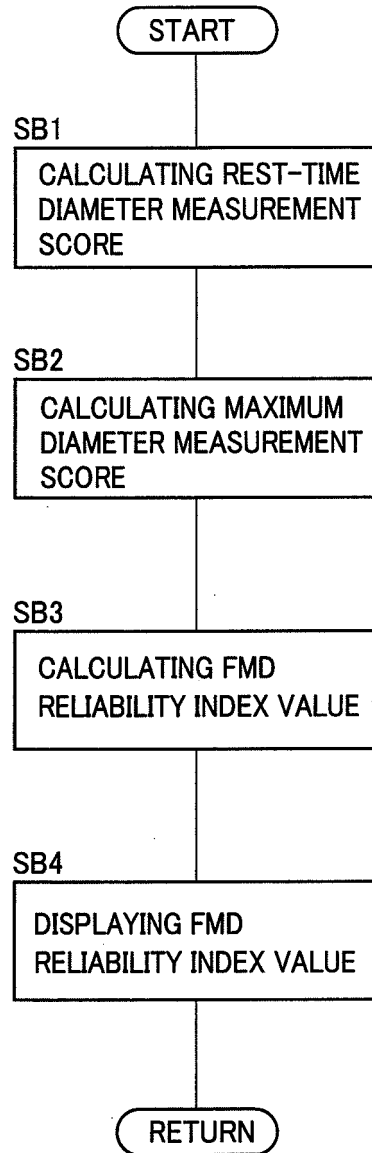 START
SB1
CALCULATING REST-TIME
DIAMETER MEASUREMENT
SCORE
SB2
CALCULATING MAXIMUM
DIAMETER MEASUREMENT
SCORE
SB3
CALCULATING FMD
RELIABILITY INDEX VALUE
SB4
DISPLAYING FMD
RELIABILITY INDEX VALUE
RETURN